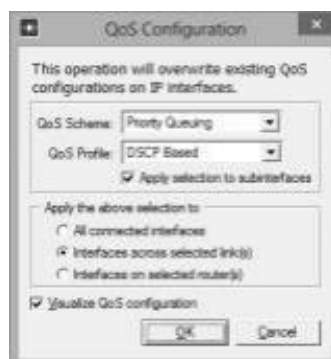 QoS Configuration
This operation will overwrite existing QoS
configurations on IP interfaces.
QoS Scheme: Priority Queuing
QoS Profile: DSCP Based
Apply selection to subinterfaces
Apply the above selection to
All connected interfaces
Interfaces across selected link(s)
Interfaces on selected router(s)
Visualize QoS configuration
OK Cancel